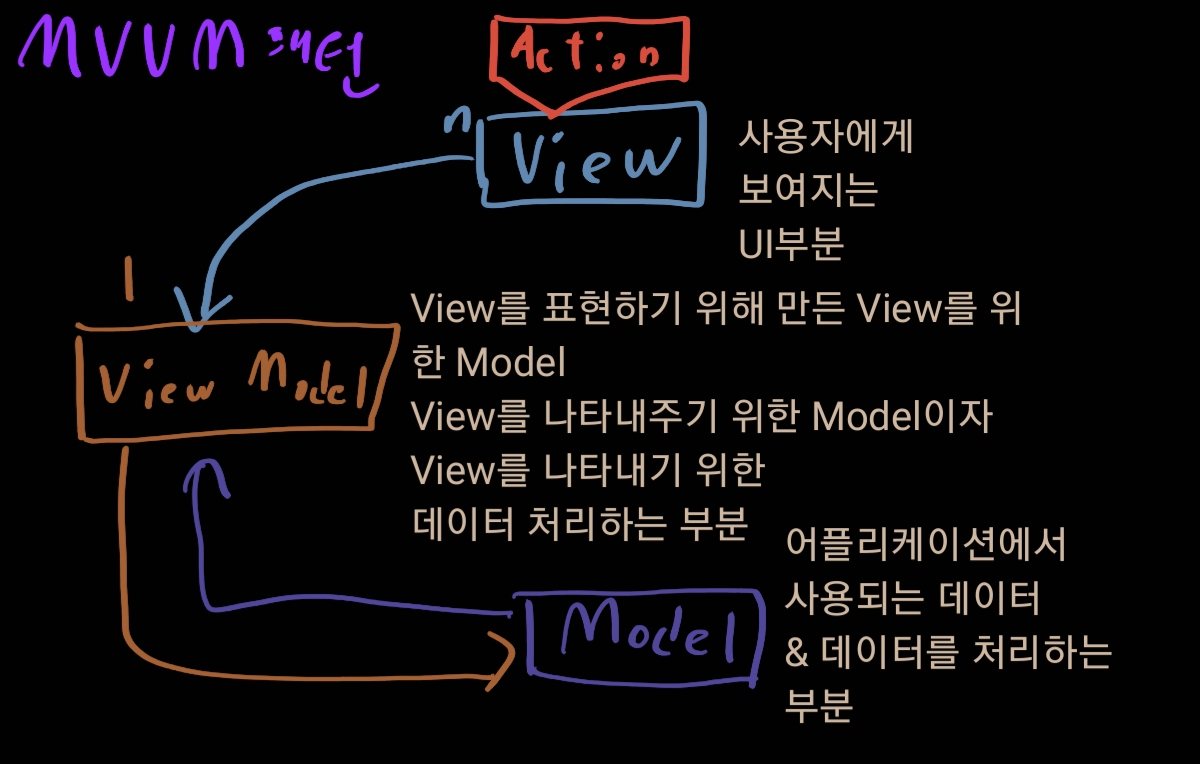 MVVM 패턴
Action
n
View
사용자에게
보여지는
UI부분
1
View Model
View를 표현하기 위해 만든 View를 위
한 Model
View를 나타내주기 위한 Model이자
View를 나타내기 위한
데이터 처리하는 부분
Model
어플리케이션에서
사용되는 데이터
& 데이터를 처리하는
부분